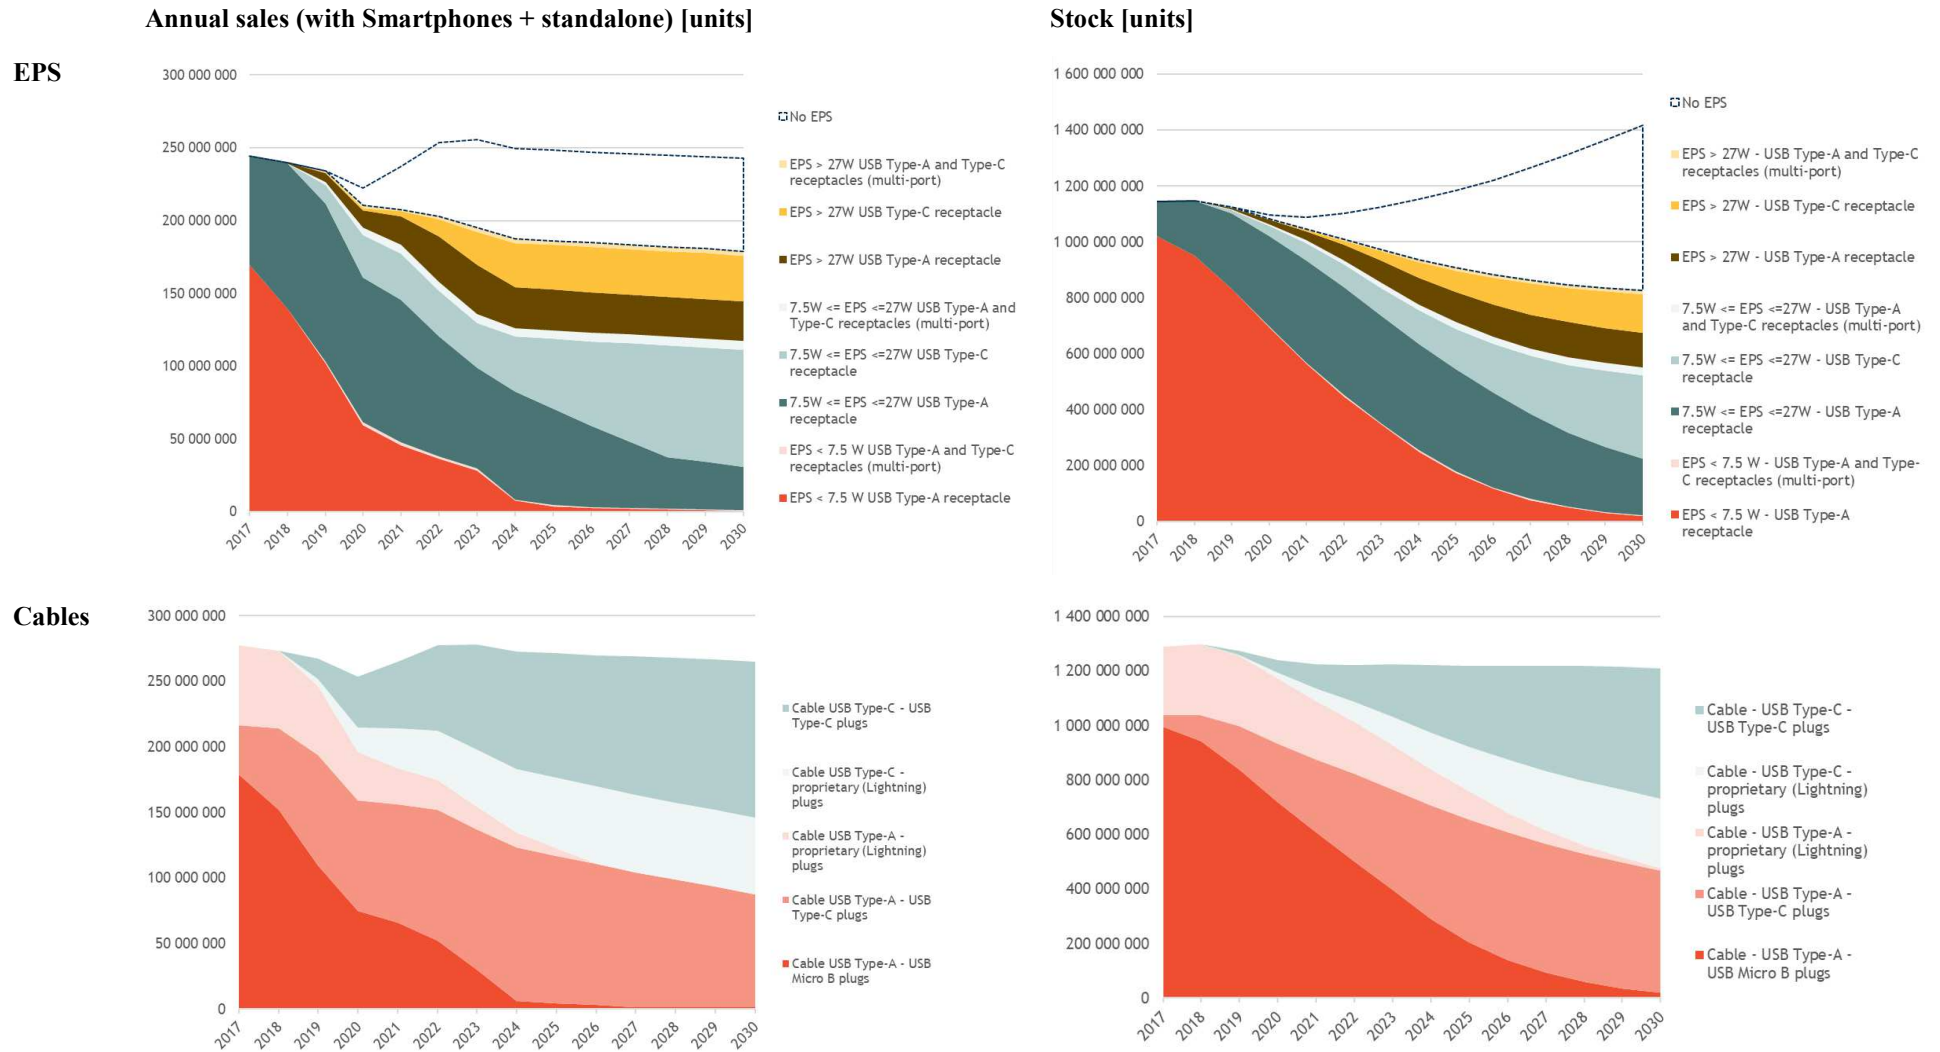 Annual sales (with Smartphones + standalone) [units]
Stock [units]
EPS
300 000 000
250 000 000
200 000 000
150 000 000
100 000 000
50 000 000
0
2017
2018
2019
2020
2021
2022
2023
2024
2025
2026
2027
2028
2029
2030
No EPS
EPS > 27W USB Type-A and Type-C
receptacles (multi-port)
EPS > 27W USB Type-C receptacle
EPS > 27W USB Type-A receptacle
7.5W <= EPS <=27W USB Type-A and
Type-C receptacles (multi-port)
7.5W <= EPS <=27W USB Type-C
receptacle
7.5W <= EPS <=27W USB Type-A
receptacle
EPS < 7.5 W USB Type-A and Type-C
receptacles (multi-port)
EPS < 7.5 W USB Type-A receptacle
1 600 000 000
1 400 000 000
1 200 000 000
1 000 000 000
800 000 000
600 000 000
400 000 000
200 000 000
0
2017
2018
2019
2020
2021
2022
2023
2024
2025
2026
2027
2028
2029
2030
No EPS
EPS > 27W - USB Type-A and Type-C
receptacles (multi-port)
EPS > 27W - USB Type-C receptacle
EPS > 27W - USB Type-A receptacle
7.5W <= EPS <=27W - USB Type-A
and Type-C receptacles (multi-port)
7.5W <= EPS <=27W - USB Type-C
receptacle
7.5W <= EPS <=27W - USB Type-A
receptacle
EPS < 7.5 W - USB Type-A and Type-
C receptacles (multi-port)
EPS < 7.5 W - USB Type-A
receptacle
Cables
300 000 000
250 000 000
200 000 000
150 000 000
100 000 000
50 000 000
0
2017
2018
2019
2020
2021
2022
2023
2024
2025
2026
2027
2028
2029
2030
Cable USB Type-C - USB
Type-C plugs
Cable USB Type-C -
proprietary (Lightning)
plugs
Cable USB Type-A -
proprietary (Lightning)
plugs
Cable USB Type-A - USB
Type-C plugs
Cable USB Type-A - USB
Micro B plugs
1 400 000 000
1 200 000 000
1 000 000 000
800 000 000
600 000 000
400 000 000
200 000 000
0
2017
2018
2019
2020
2021
2022
2023
2024
2025
2026
2027
2028
2029
2030
Cable - USB Type-C -
USB Type-C plugs
Cable - USB Type-C -
proprietary (Lightning)
plugs
Cable - USB Type-A -
proprietary (Lightning)
plugs
Cable - USB Type-A -
USB Type-C plugs
Cable - USB Type-A -
USB Micro B plugs